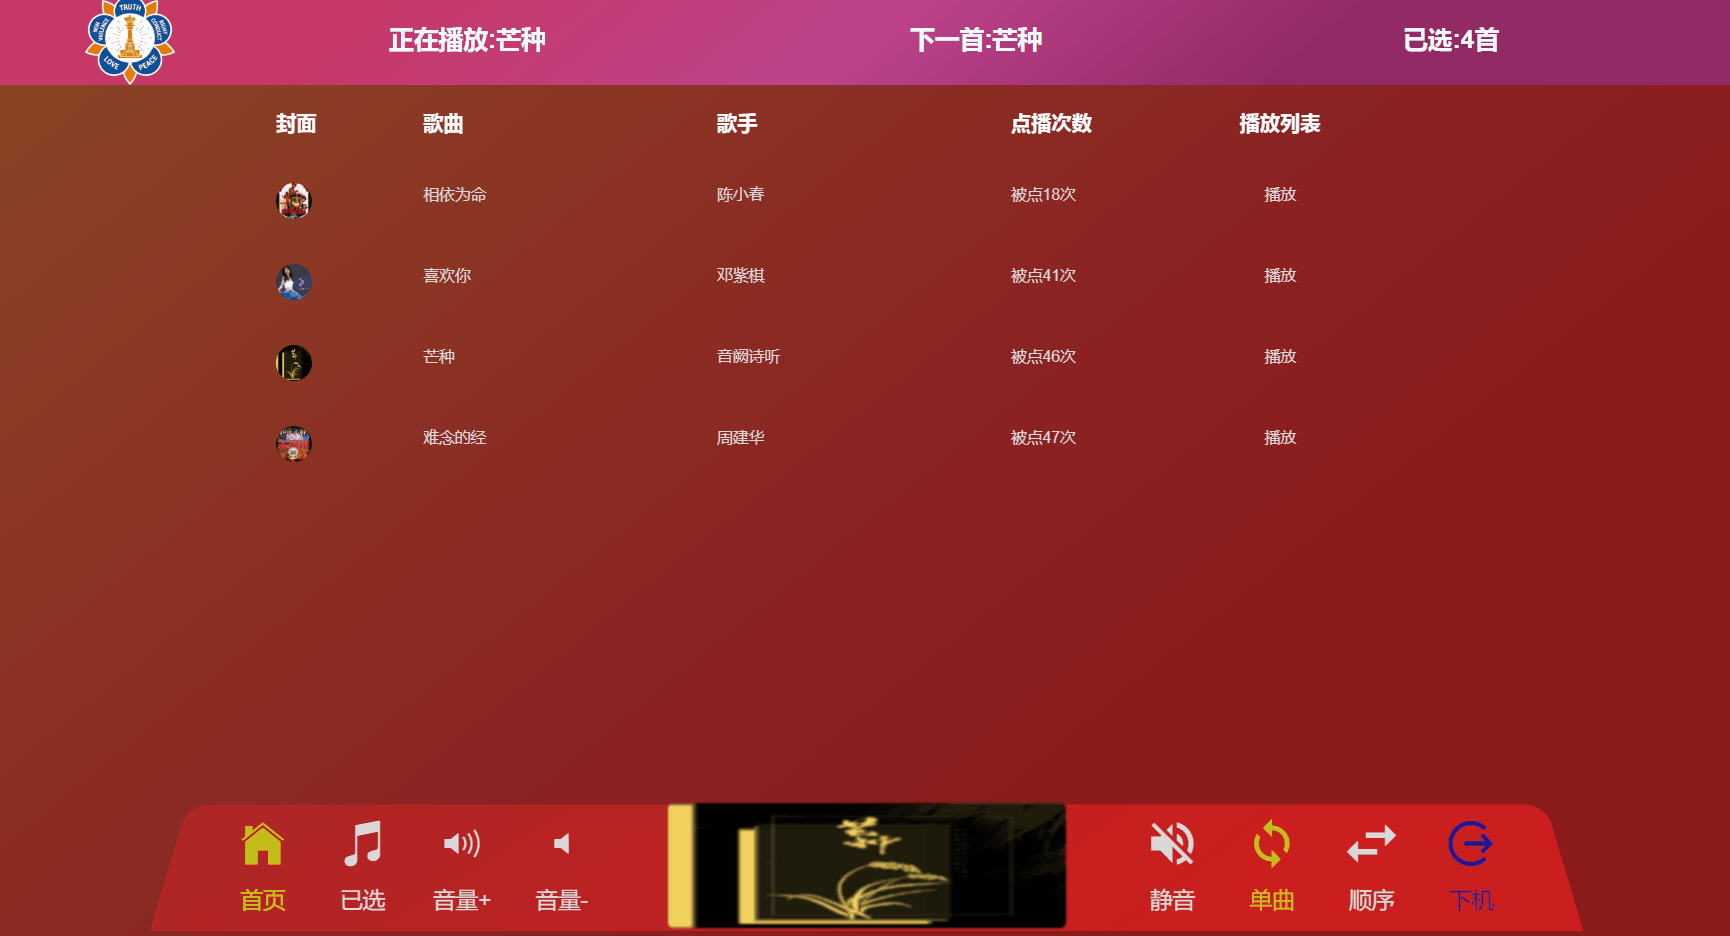 TRUTH
NON VIOLENCE
RIGHT CONDUCT
LOVE
PEACE
正在播放:芒种
下一首:芒种
已选:4首
封面 歌曲 歌手 点播次数 播放列表
相依为命 陈小春 被点18次 播放
喜欢你 邓紫棋 被点41次 播放
芒种 音阙诗听 被点46次 播放
难念的经 周建华 被点47次 播放
芒种
首页 已选 音量+ 音量- 静音 单曲 顺序 下机